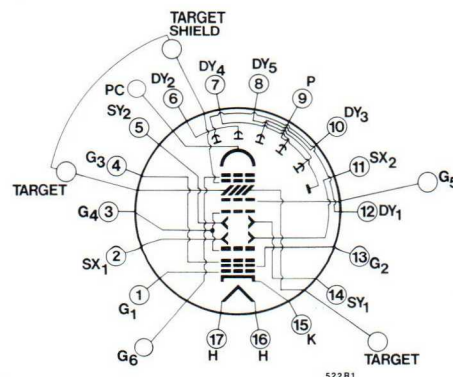 TARGET
SHIELD
TARGET
PC
DY2
6
DY4
7
DY5
8
P
9
DY3
10
SY2
5
SX2
11
G3
4
G5
TARGET
G4
3
12
DY1
SX1
2
13
G2
G1
1
14
SY1
15
K
G6
17
H
16
H
TARGET
522B1